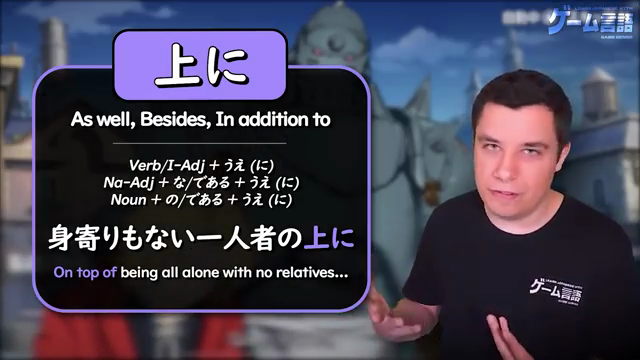 上に
As well, Besides, In addition to
Verb/I-Adj + うえ (に)
Na-Adj + な/である + うえ (に)
Noun + の/である + うえ (に)
身寄りもない一人者の上に
On top of being all alone with no relatives...
LEARN JAPANESE WITH
ゲーム言語
GAME GENGO
ゲーム言語